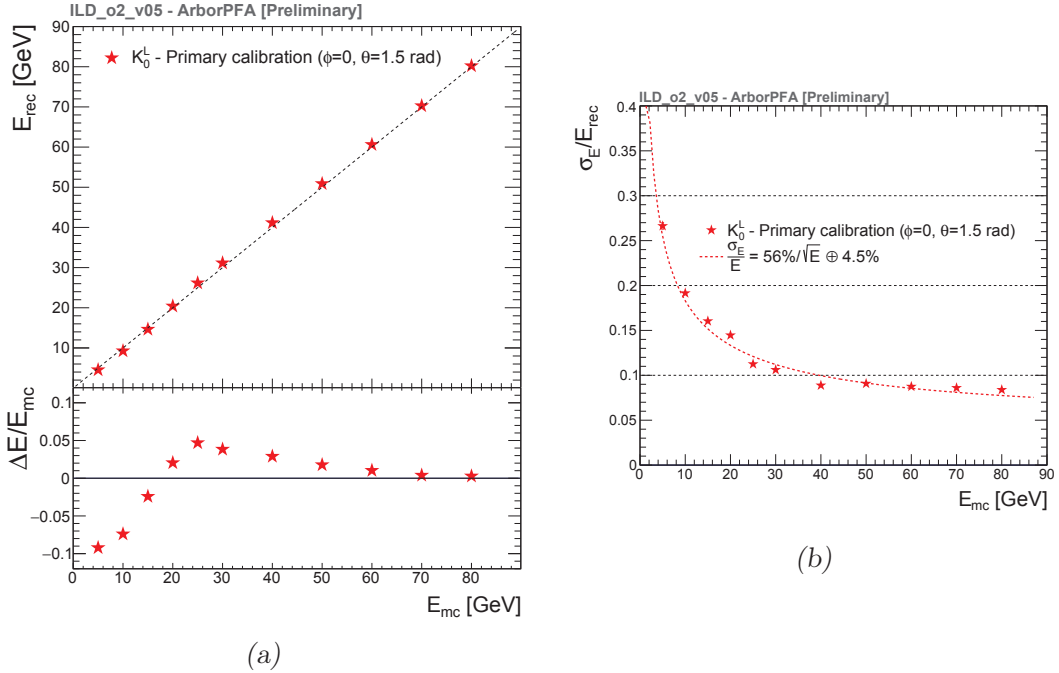 ILD_o2_v05 - ArborPFA [Preliminary]
E_rec [GeV]
90
80
70
60
50
40
30
20
10
K_0^L - Primary calibration (ϕ=0, θ=1.5 rad)
ΔE/E_mc
0.1
0.05
0
−0.05
−0.1
0 10 20 30 40 50 60 70 80
E_mc [GeV]
(a)
ILD_o2_v05 - ArborPFA [Preliminary]
σ_E/E_rec
0.4
0.35
0.3
0.25
0.2
0.15
0.1
0.05
0
K_0^L - Primary calibration (ϕ=0, θ=1.5 rad)
σ_E/E = 56%/√E ⊕ 4.5%
0 10 20 30 40 50 60 70 80 90
E_mc [GeV]
(b)